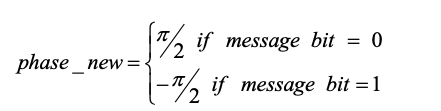 π/2 if message bit = 0
phase_new =
-π/2 if message bit =1